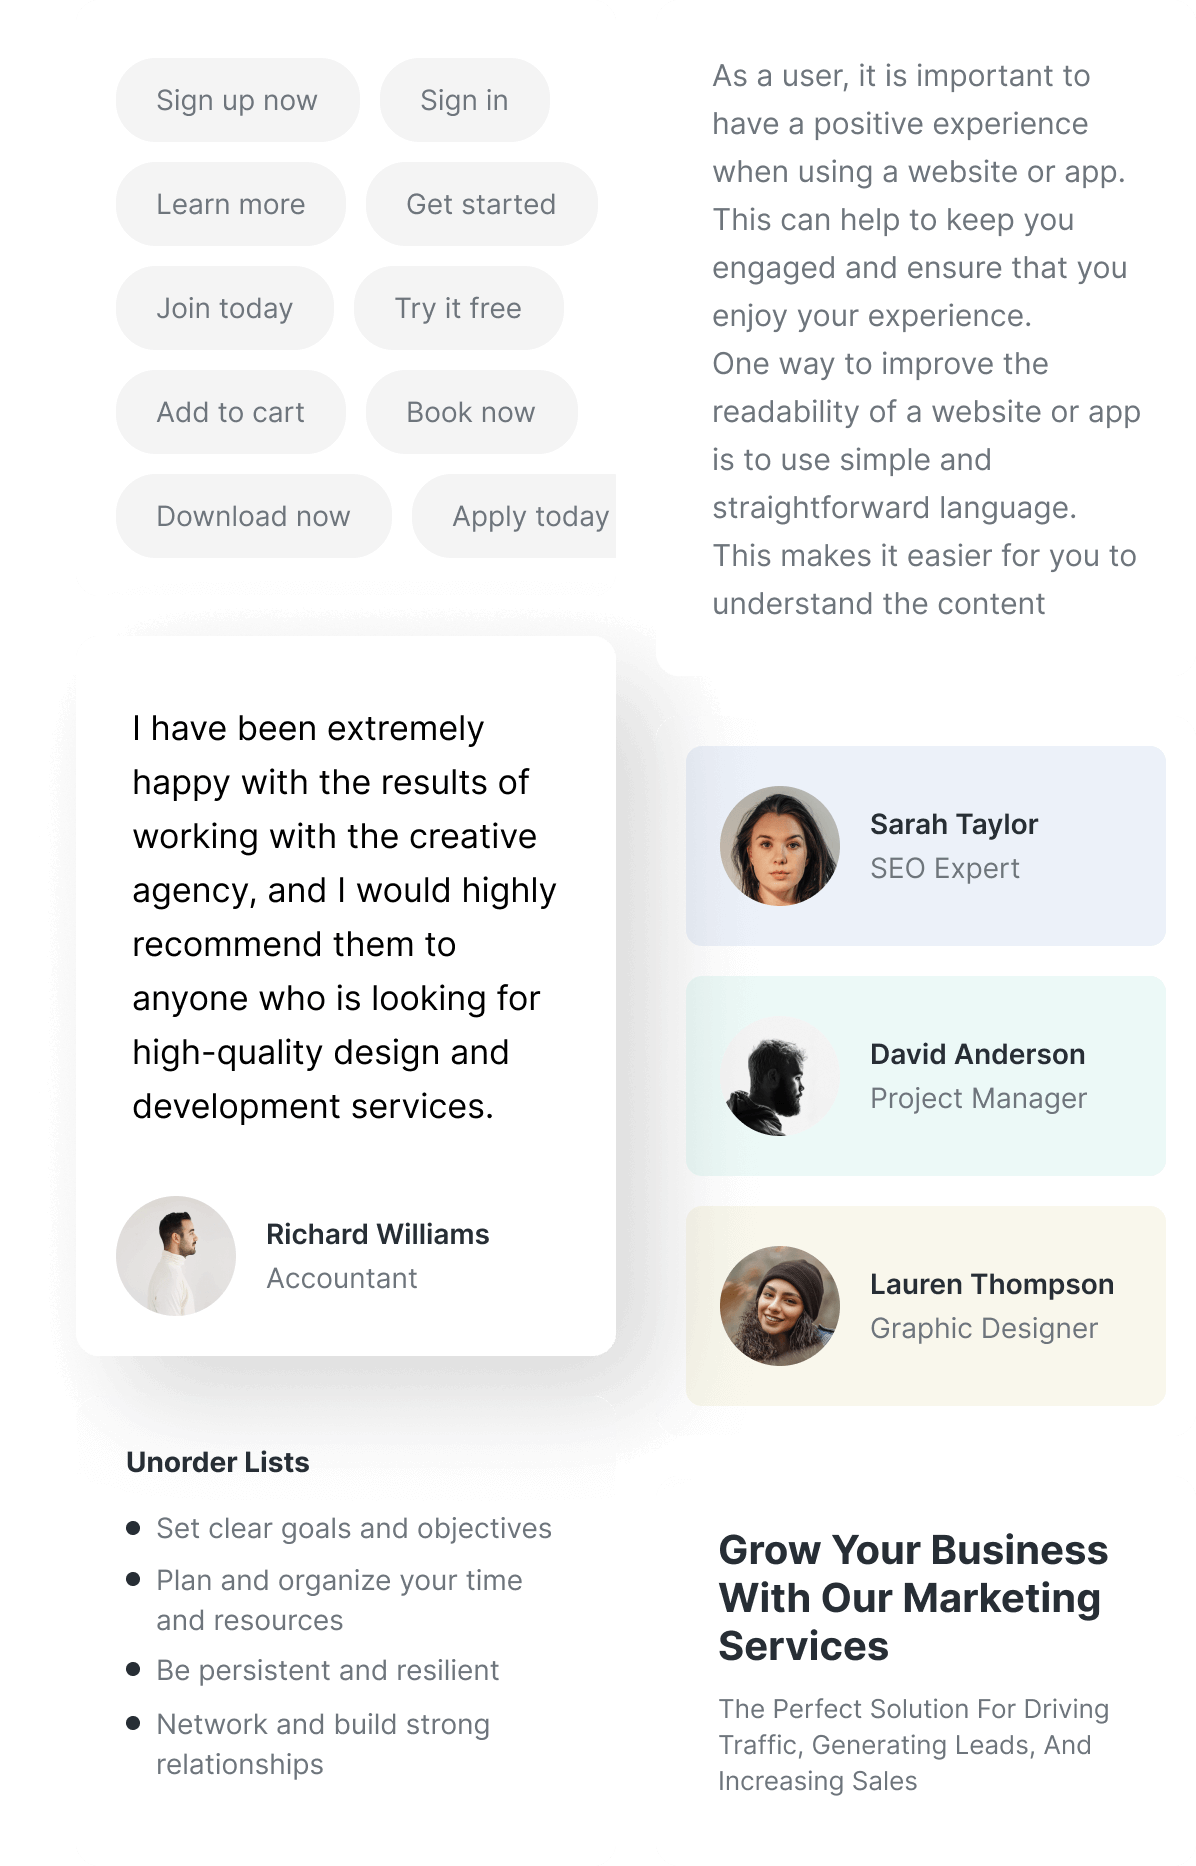 Sign up now
Sign in
Learn more
Get started
Join today
Try it free
Add to cart
Book now
Download now
Apply today
As a user, it is important to
have a positive experience
when using a website or app.
This can help to keep you
engaged and ensure that you
enjoy your experience.
One way to improve the
readability of a website or app
is to use simple and
straightforward language.
This makes it easier for you to
understand the content
I have been extremely
happy with the results of
working with the creative
agency, and I would highly
recommend them to
anyone who is looking for
high-quality design and
development services.
Richard Williams
Accountant
Sarah Taylor
SEO Expert
David Anderson
Project Manager
Lauren Thompson
Graphic Designer
Unorder Lists
Set clear goals and objectives
Plan and organize your time
and resources
Be persistent and resilient
Network and build strong
relationships
Grow Your Business
With Our Marketing
Services
The Perfect Solution For Driving
Traffic, Generating Leads, And
Increasing Sales